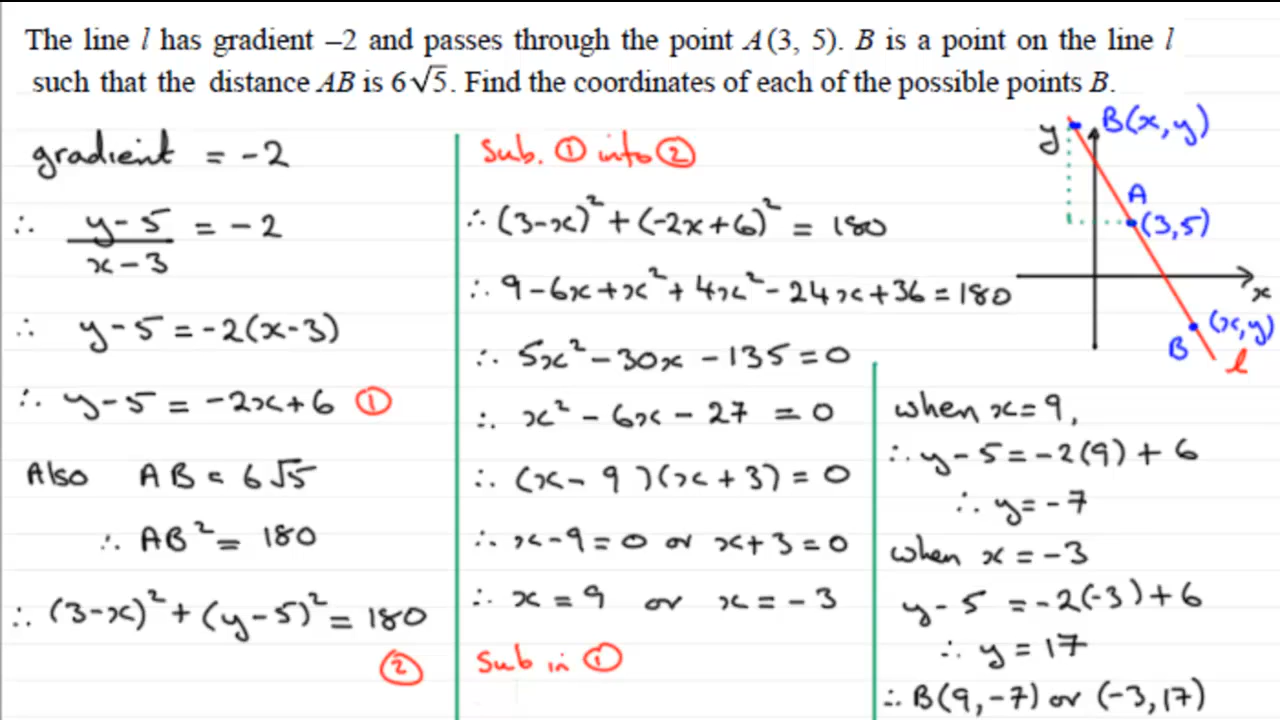 The line l has gradient –2 and passes through the point A (3, 5). B is a point on the line l
such that the distance AB is 6√5. Find the coordinates of each of the possible points B.
gradient = -2
∴ y-5/x-3 = -2
∴ y-5 = -2(x-3)
∴ y-5 = -2x+6 ①
Also AB = 6√5
∴ AB² = 180
∴ (3-x)² + (y-5)² = 180
②
Sub. ① into ②
∴ (3-x)² + (-2x+6)² = 180
∴ 9-6x+x²+4x²-24x+36 = 180
∴ 5x²-30x-135 = 0
∴ x²-6x-27 = 0
∴ (x-9)(x+3) = 0
∴ x-9=0 or x+3=0
∴ x=9 or x=-3
Sub in ①
y
B(x,y)
A
(3,5)
x
(x,y)
B
l
when x=9,
∴ y-5 = -2(9)+6
∴ y=-7
when x=-3
y-5 = -2(-3)+6
∴ y = 17
∴ B(9,-7) or (-3,17)